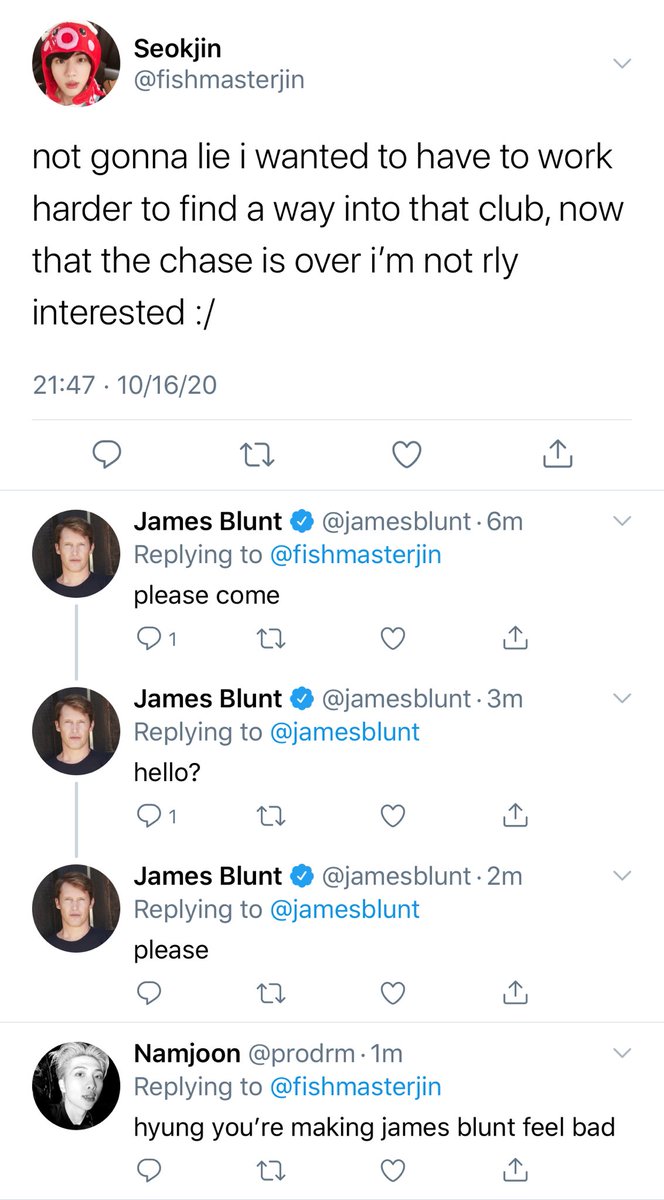 Seokjin
@fishmasterjin
not gonna lie i wanted to have to work
harder to find a way into that club, now
that the chase is over i’m not rly
interested :/
21:47 · 10/16/20
James Blunt @jamesblunt · 6m
Replying to @fishmasterjin
please come
1
James Blunt @jamesblunt · 3m
Replying to @jamesblunt
hello?
1
James Blunt @jamesblunt · 2m
Replying to @jamesblunt
please
Namjoon @prodrm · 1m
Replying to @fishmasterjin
hyung you’re making james blunt feel bad